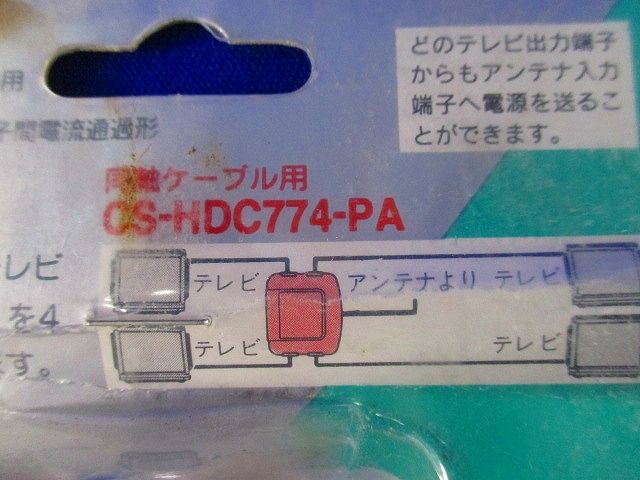 どのテレビ出力端子
からもアンテナ入力
端子へ電源を送るこ
とができます。
用
子間電流通過形
同軸ケーブル用
CS-HDC774-PA
レビ
を4
ます。
テレビ
アンテナより
テレビ
テレビ
テレビ